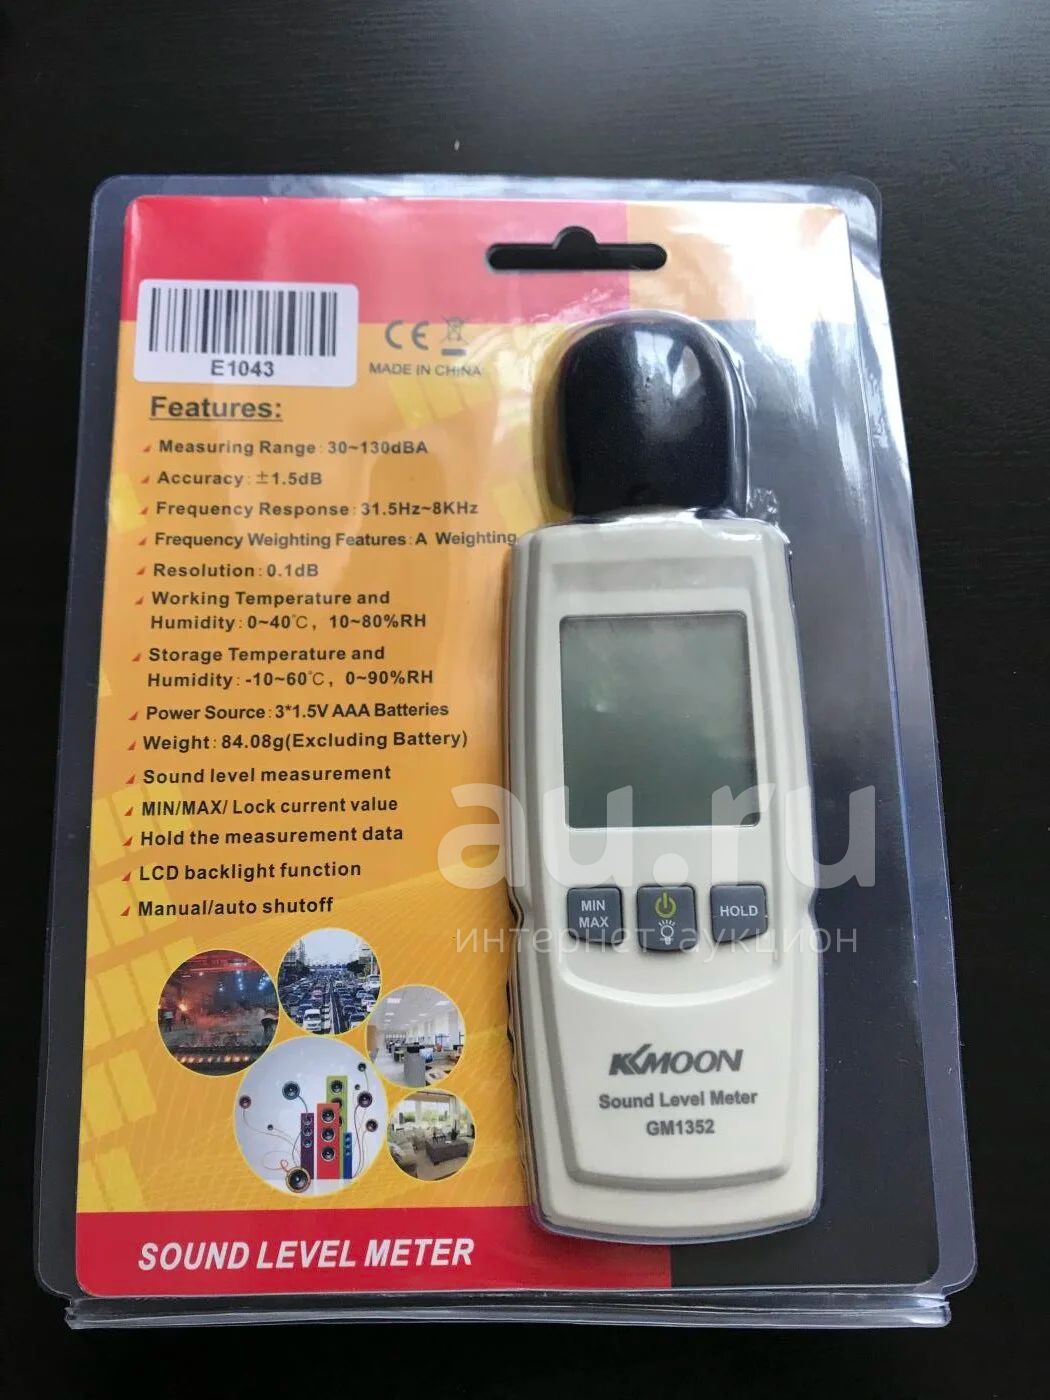 E1043
CE
MADE IN CHINA
Features:
Measuring Range: 30~130dBA
Accuracy: ±1.5dB
Frequency Response: 31.5Hz~8KHz
Frequency Weighting Features: A Weighting
Resolution: 0.1dB
Working Temperature and
Humidity: 0~40℃, 10~80%RH
Storage Temperature and
Humidity: -10~60℃, 0~90%RH
Power Source: 3*1.5V AAA Batteries
Weight: 84.08g(Excluding Battery)
Sound level measurement
MIN/MAX/ Lock current value
Hold the measurement data
LCD backlight function
Manual/auto shutoff
au.ru
интернет аукцион
MIN
MAX
HOLD
KKMOON
Sound Level Meter
GM1352
SOUND LEVEL METER